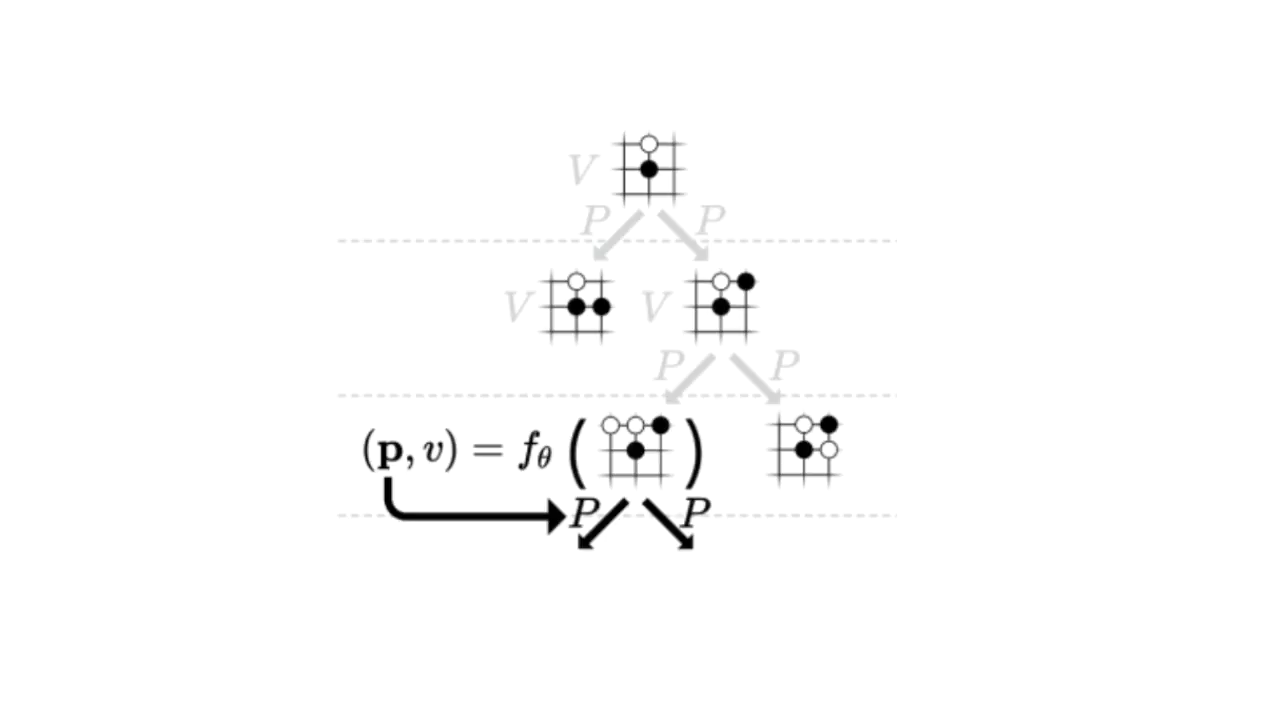 V
P P
V V
P P
(p, v) = f_θ ( )
P P